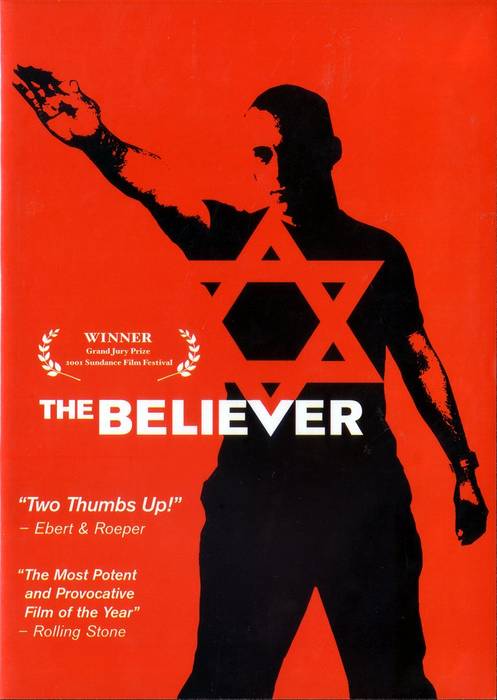 WINNER
Grand Jury Prize
2001 Sundance Film Festival
THE BELIEVER
“Two Thumbs Up!”
– Ebert & Roeper
“The Most Potent
and Provocative
Film of the Year”
– Rolling Stone